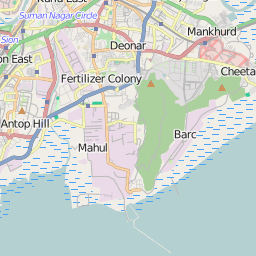 Suman Nagar Circle
Sion
Deonar
Mankhurd
on East
Fertilizer Colony
Cheeta
Antop Hill
Barc
Mahul